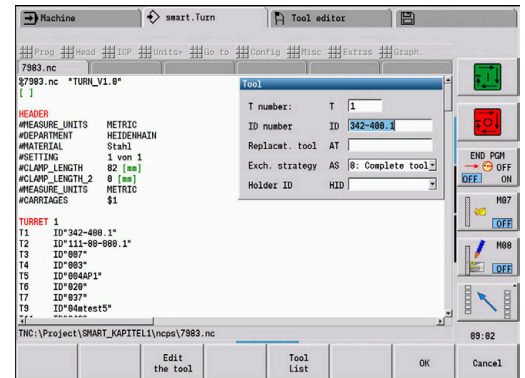 Machine
smart.Turn
Tool editor
Prog Head ICP Units» Go to Config Misc Extras Graph.
7983.nc
%7983.nc "TURN_V1.0"
[ ]
HEADER
#MEASURE_UNITS METRIC
#DEPARTMENT HEIDENHAIN
#MATERIAL Stahl
#SETTING 1 von 1
#CLAMP_LENGTH 82 [mm]
#CLAMP_LENGTH_2 0 [mm]
#MEASURE_UNITS METRIC
#CARRIAGES $1
TURRET 1
T1 ID"342-400.1"
T2 ID"111-80-080.1"
T3 ID"007"
T4 ID"003"
T5 ID"004AP1"
T6 ID"020"
T7 ID"037"
T9 ID"04mtest5"
Tool
T number: T 1
ID number ID 342-400.1
Replacmt. tool AT
Exch. strategy AS 0: Complete tool
Holder ID HID
TNC:\Project\SMART_KAPITEL1\ncps\7983.nc
END PGM
OFF
OFF ON
M07
OFF
M08
OFF
09:02
Edit
the tool
Tool
List
OK
Cancel